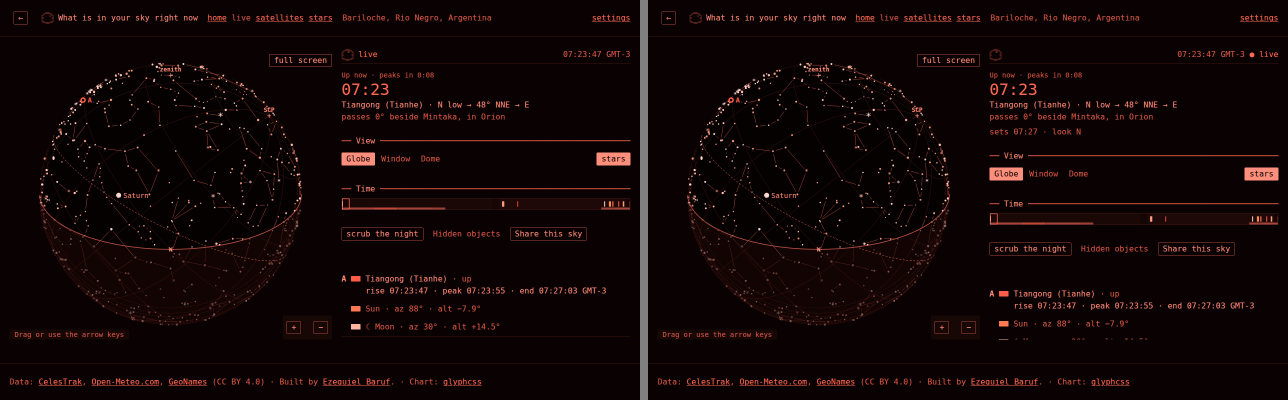 ← What is in your sky right now home live satellites stars Bariloche, Rio Negro, Argentina settings
full screen
zenith
A
SCP
Saturn
Drag or use the arrow keys
+ −
live 07:23:47 GMT-3
Up now · peaks in 0:08
07:23
Tiangong (Tianhe) · N low → 48° NNE → E
passes 0° beside Mintaka, in Orion
View
Globe Window Dome stars
Time
scrub the night Hidden objects Share this sky
A Tiangong (Tianhe) · up
rise 07:23:47 · peak 07:23:55 · end 07:27:03 GMT-3
Sun · az 88° · alt −7.9°
☾ Moon · az 30° · alt +14.5°
Data: CelesTrak, Open-Meteo.com, GeoNames (CC BY 4.0) · Built by Ezequiel Baruf. · Chart: glyphcss
← What is in your sky right now home live satellites stars Bariloche, Rio Negro, Argentina settings
full screen
zenith
A
SCP
Saturn
Drag or use the arrow keys
+ −
07:23:47 GMT-3 ● live
Up now · peaks in 0:08
07:23
Tiangong (Tianhe) · N low → 48° NNE → E
passes 0° beside Mintaka, in Orion
sets 07:27 · look N
View
Globe Window Dome stars
Time
scrub the night Hidden objects Share this sky
A Tiangong (Tianhe) · up
rise 07:23:47 · peak 07:23:55 · end 07:27:03 GMT-3
Sun · az 88° · alt −7.9°
Data: CelesTrak, Open-Meteo.com, GeoNames (CC BY 4.0) · Built by Ezequiel Baruf. · Chart: glyphcss